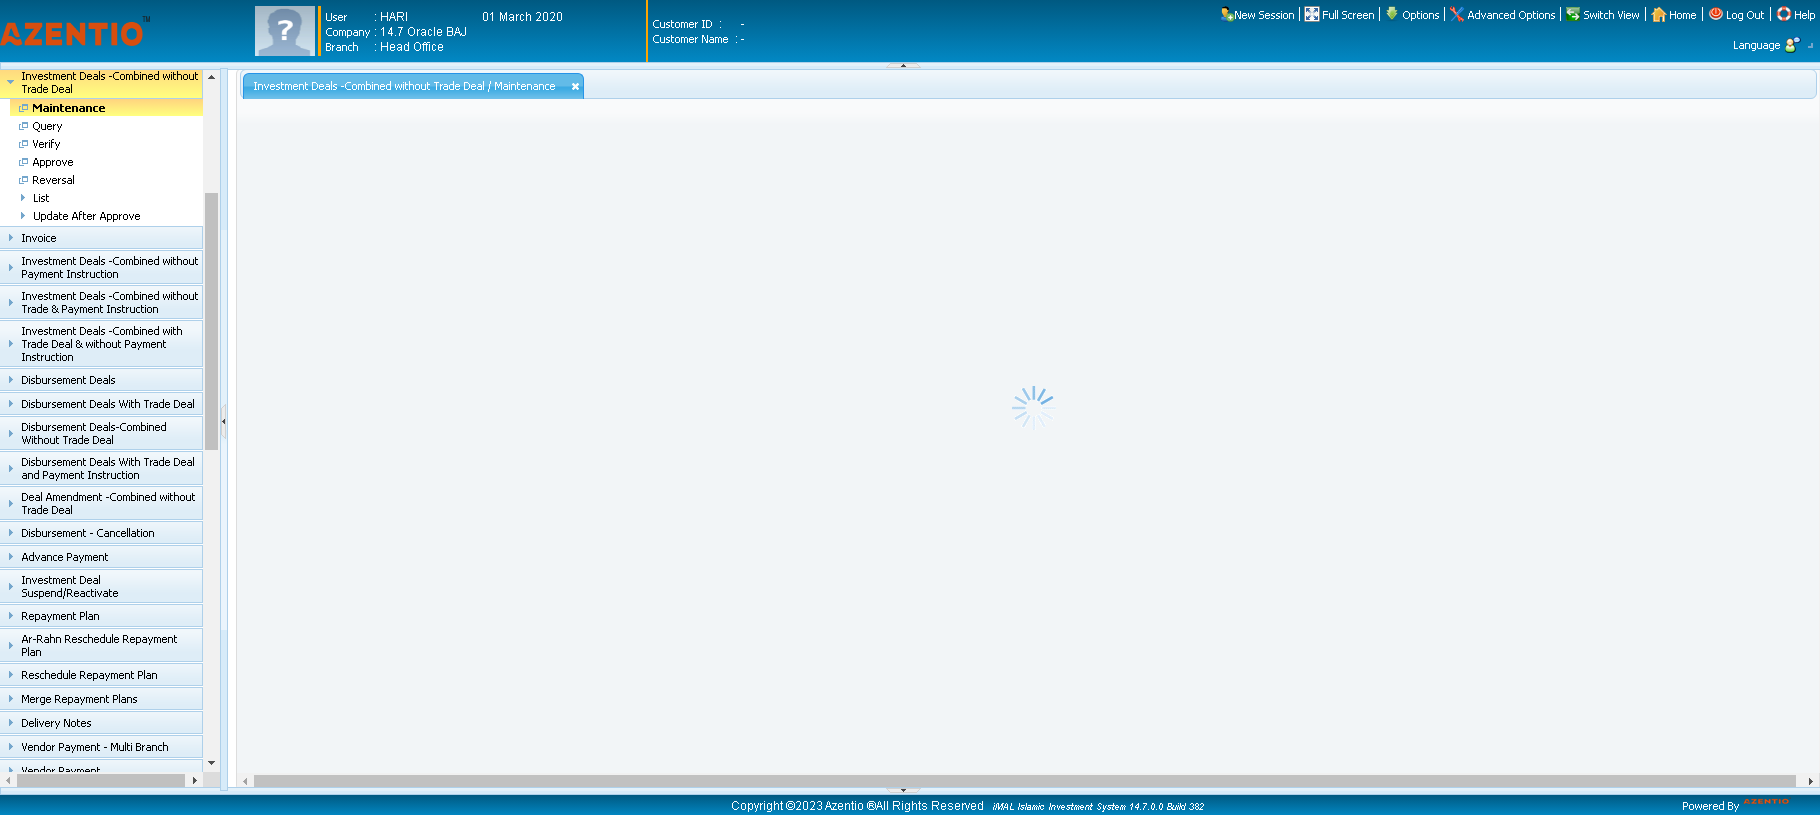 AZENTIO™
User : HARI 01 March 2020
Company : 14.7 Oracle BAJ
Branch : Head Office
Customer ID : -
Customer Name : -
New Session Full Screen Options Advanced Options Switch View Home Log Out Help
Language
Investment Deals -Combined without
Trade Deal
Maintenance
Query
Verify
Approve
Reversal
List
Update After Approve
Invoice
Investment Deals -Combined without
Payment Instruction
Investment Deals -Combined without
Trade & Payment Instruction
Investment Deals -Combined with
Trade Deal & without Payment
Instruction
Disbursement Deals
Disbursement Deals With Trade Deal
Disbursement Deals-Combined
Without Trade Deal
Disbursement Deals With Trade Deal
and Payment Instruction
Deal Amendment -Combined without
Trade Deal
Disbursement - Cancellation
Advance Payment
Investment Deal
Suspend/Reactivate
Repayment Plan
Ar-Rahn Reschedule Repayment
Plan
Reschedule Repayment Plan
Merge Repayment Plans
Delivery Notes
Vendor Payment - Multi Branch
Vendor Payment
Investment Deals -Combined without Trade Deal / Maintenance
Copyright ©2023 Azentio ®All Rights Reserved iMAL Islamic Investment System 14.7.0.0 Build 382
Powered By AZENTIO